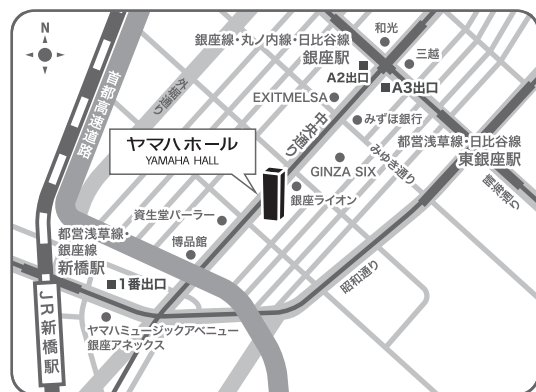 N
首都高速道路
外堀通り
銀座線・丸ノ内線・日比谷線
銀座駅
A2出口
和光
三越
A3出口
EXITMELSA
中央通り
みずほ銀行
都営浅草線・日比谷線
東銀座駅
ヤマハホール
YAMAHA HALL
GINZA SIX
みゆき通り
晴海通り
銀座ライオン
資生堂パーラー
博品館
昭和通り
都営浅草線・
銀座線
新橋駅
1番出口
JR新橋駅
ヤマハミュージックアベニュー
銀座アネックス